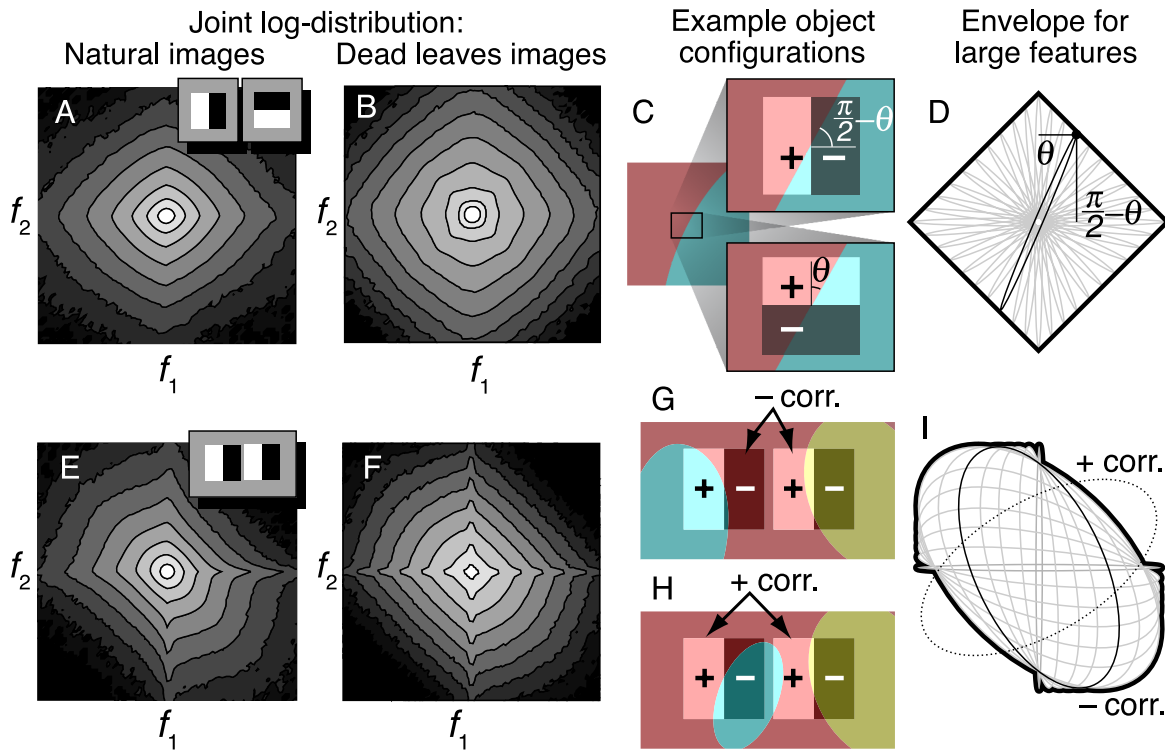 Joint log-distribution:
Natural images
Dead leaves images
Example object
configurations
Envelope for
large features
A
f2
f1
B
f1
C
π/2−θ
+
−
θ
+
−
D
θ
π/2−θ
E
f2
f1
F
f2
f1
G
− corr.
+ − + −
H
+ corr.
+ − + −
I
+ corr.
− corr.